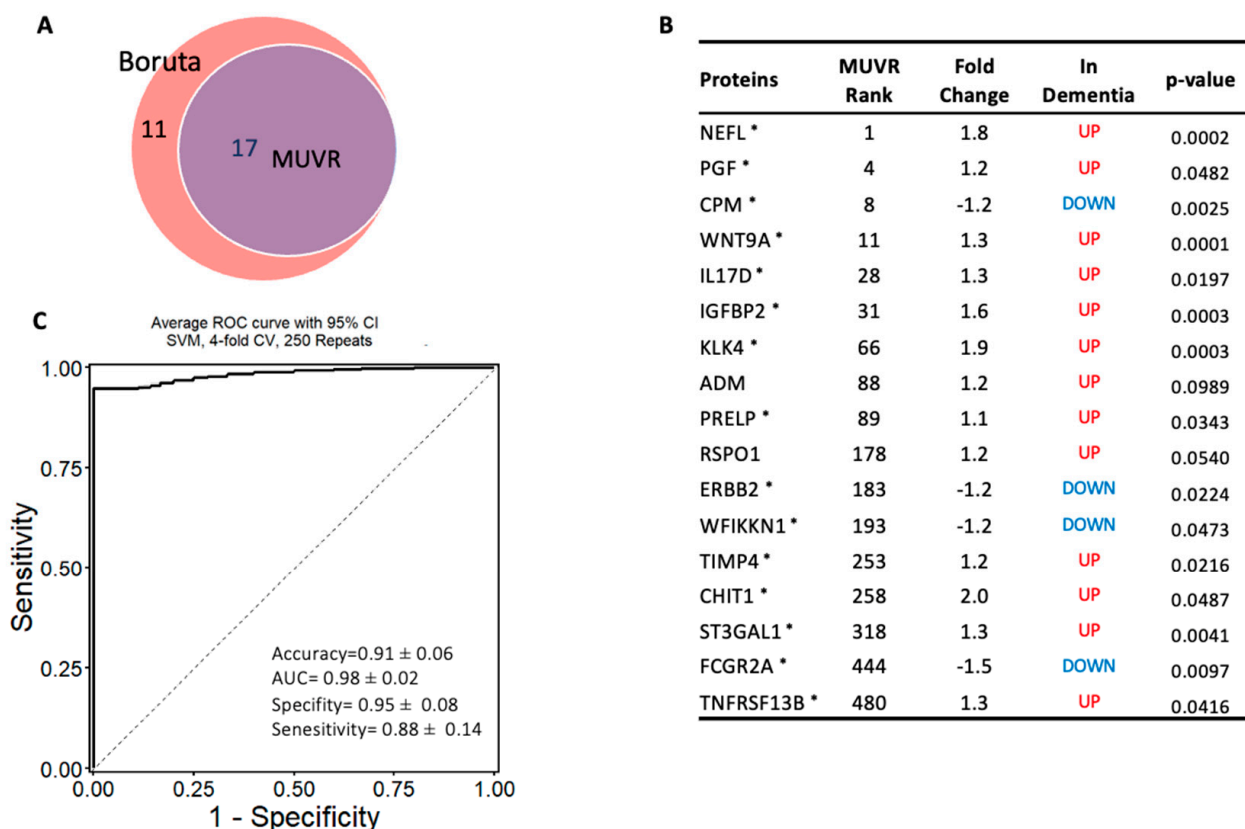 A
Boruta
11
17 MUVR
B
Proteins MUVR Rank Fold Change In Dementia p-value
NEFL * 1 1.8 UP 0.0002
PGF * 4 1.2 UP 0.0482
CPM * 8 -1.2 DOWN 0.0025
WNT9A * 11 1.3 UP 0.0001
IL17D * 28 1.3 UP 0.0197
IGFBP2 * 31 1.6 UP 0.0003
KLK4 * 66 1.9 UP 0.0003
ADM 88 1.2 UP 0.0989
PRELP * 89 1.1 UP 0.0343
RSPO1 178 1.2 UP 0.0540
ERBB2 * 183 -1.2 DOWN 0.0224
WFIKKN1 * 193 -1.2 DOWN 0.0473
TIMP4 * 253 1.2 UP 0.0216
CHIT1 * 258 2.0 UP 0.0487
ST3GAL1 * 318 1.3 UP 0.0041
FCGR2A * 444 -1.5 DOWN 0.0097
TNFRSF13B * 480 1.3 UP 0.0416
C
Average ROC curve with 95% CI
SVM, 4-fold CV, 250 Repeats
Sensitivity
1.00
0.75
0.50
0.25
0.00
Accuracy=0.91 ± 0.06
AUC= 0.98 ± 0.02
Specifity= 0.95 ± 0.08
Senesitivity= 0.88 ± 0.14
0.00 0.25 0.50 0.75 1.00
1 - Specificity